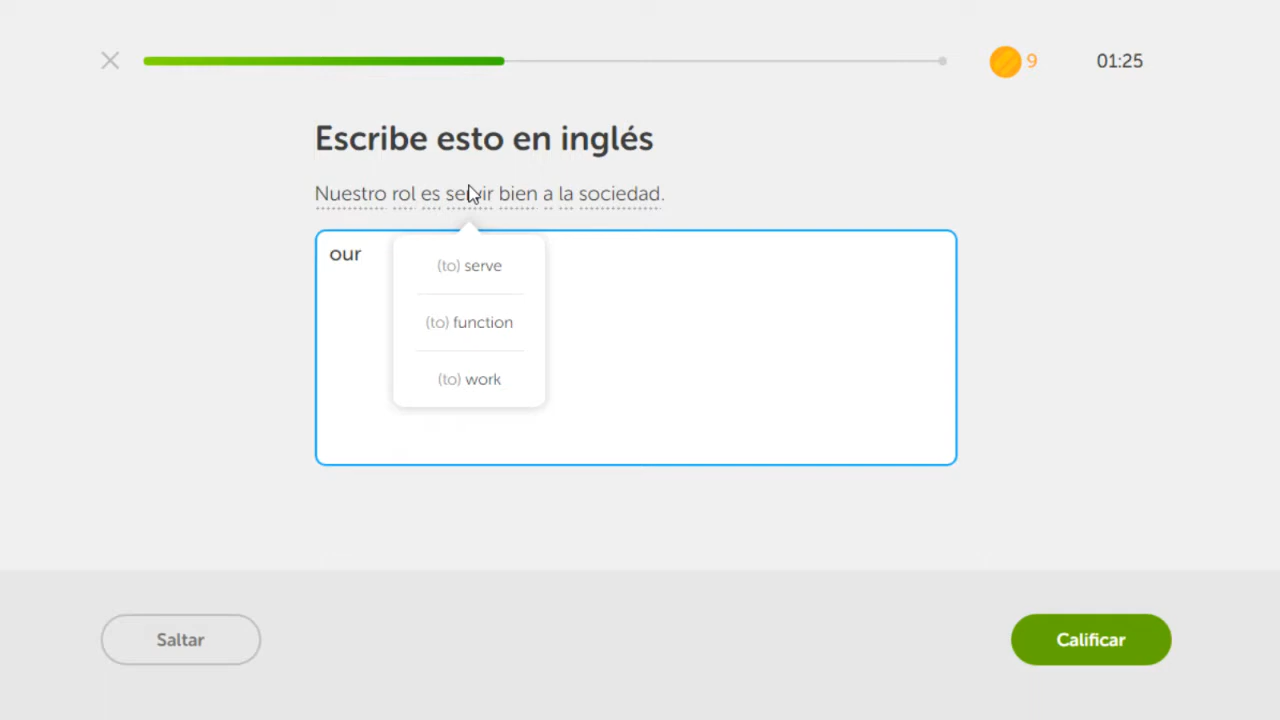 9 01:25
Escribe esto en inglés
Nuestro rol es servir bien a la sociedad.
our
(to) serve
(to) function
(to) work
Saltar
Calificar